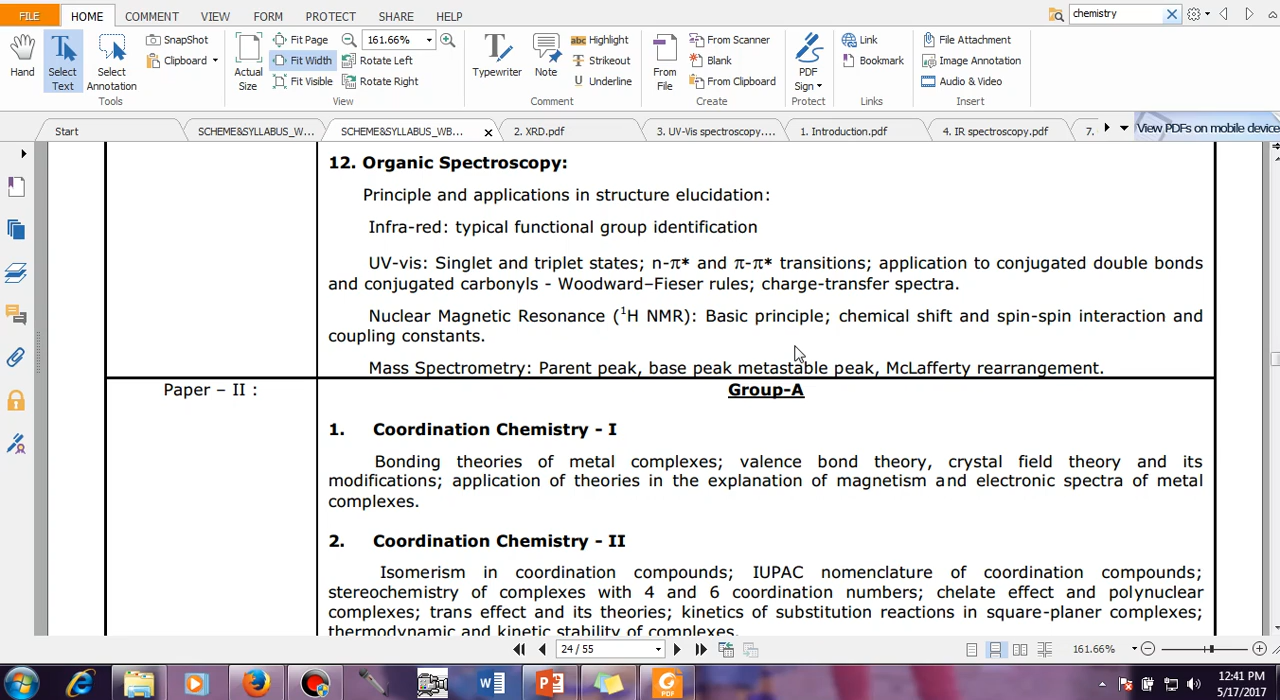 FILE HOME COMMENT VIEW FORM PROTECT SHARE HELP chemistry
Hand
Select Text
Select Annotation
SnapShot
Clipboard
Tools
Actual Size
Fit Page
Fit Width
Fit Visible
161.66%
Rotate Left
Rotate Right
View
Typewriter
Note
Highlight
Strikeout
Underline
Comment
From File
From Scanner
Blank
From Clipboard
Create
PDF Sign
Protect
Link
Bookmark
Links
File Attachment
Image Annotation
Audio & Video
Insert
Start SCHEME&SYLLABUS_W... SCHEME&SYLLABUS_WB... 2. XRD.pdf 3. UV-Vis spectroscopy.... 1. Introduction.pdf 4. IR spectroscopy.pdf 7. View PDFs on mobile device
12. Organic Spectroscopy:
Principle and applications in structure elucidation:
Infra-red: typical functional group identification
UV-vis: Singlet and triplet states; n-π* and π-π* transitions; application to conjugated double bonds
and conjugated carbonyls - Woodward–Fieser rules; charge-transfer spectra.
Nuclear Magnetic Resonance (¹H NMR): Basic principle; chemical shift and spin-spin interaction and
coupling constants.
Mass Spectrometry: Parent peak, base peak metastable peak, McLafferty rearrangement.
Paper – II : Group-A
1. Coordination Chemistry - I
Bonding theories of metal complexes; valence bond theory, crystal field theory and its
modifications; application of theories in the explanation of magnetism and electronic spectra of metal
complexes.
2. Coordination Chemistry - II
Isomerism in coordination compounds; IUPAC nomenclature of coordination compounds;
stereochemistry of complexes with 4 and 6 coordination numbers; chelate effect and polynuclear
complexes; trans effect and its theories; kinetics of substitution reactions in square-planer complexes;
thermodynamic and kinetic stability of complexes.
24 / 55 161.66%
12:41 PM
5/17/2017